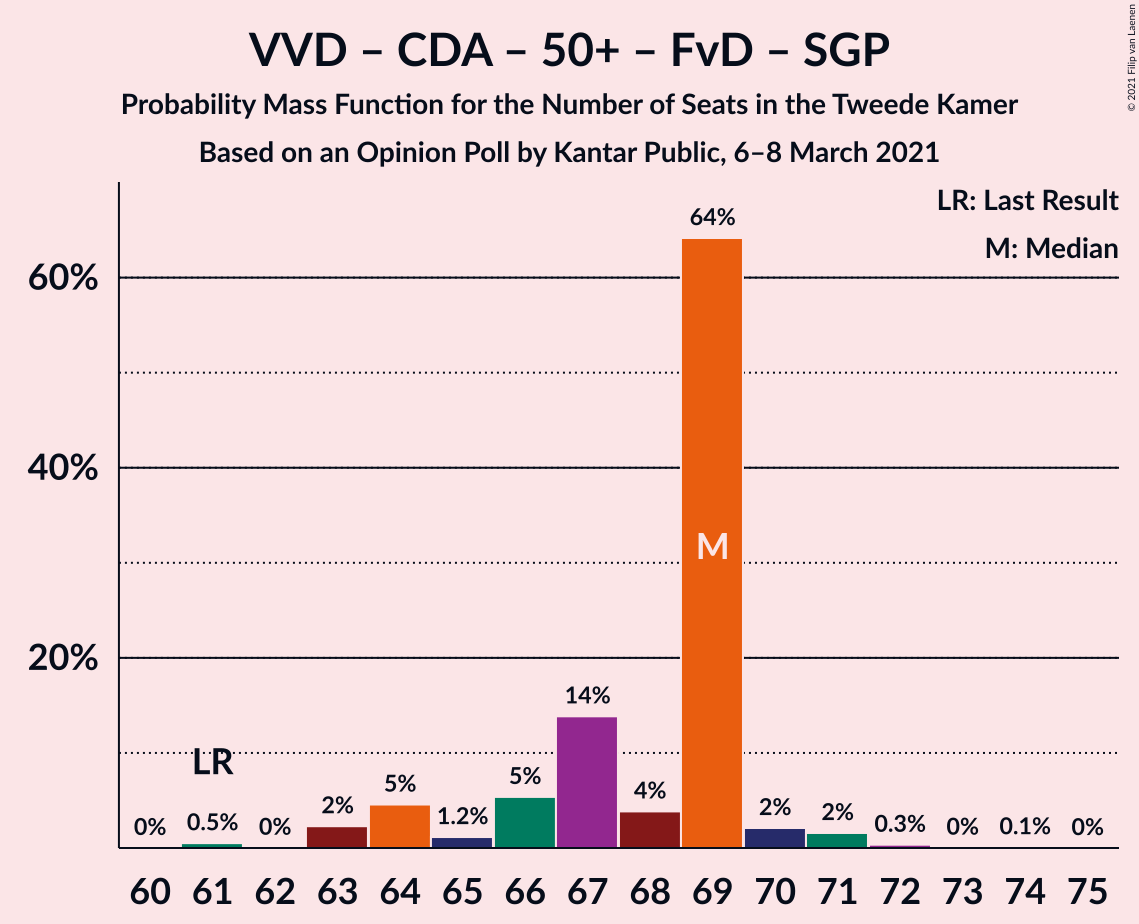 VVD – CDA – 50+ – FvD – SGP
Probability Mass Function for the Number of Seats in the Tweede Kamer
Based on an Opinion Poll by Kantar Public, 6–8 March 2021
© 2021 Filip van Laenen
LR: Last Result
M: Median
60%
40%
20%
LR
M
0%
0.5%
0%
2%
5%
1.2%
5%
14%
4%
64%
2%
2%
0.3%
0%
0.1%
0%
60 61 62 63 64 65 66 67 68 69 70 71 72 73 74 75